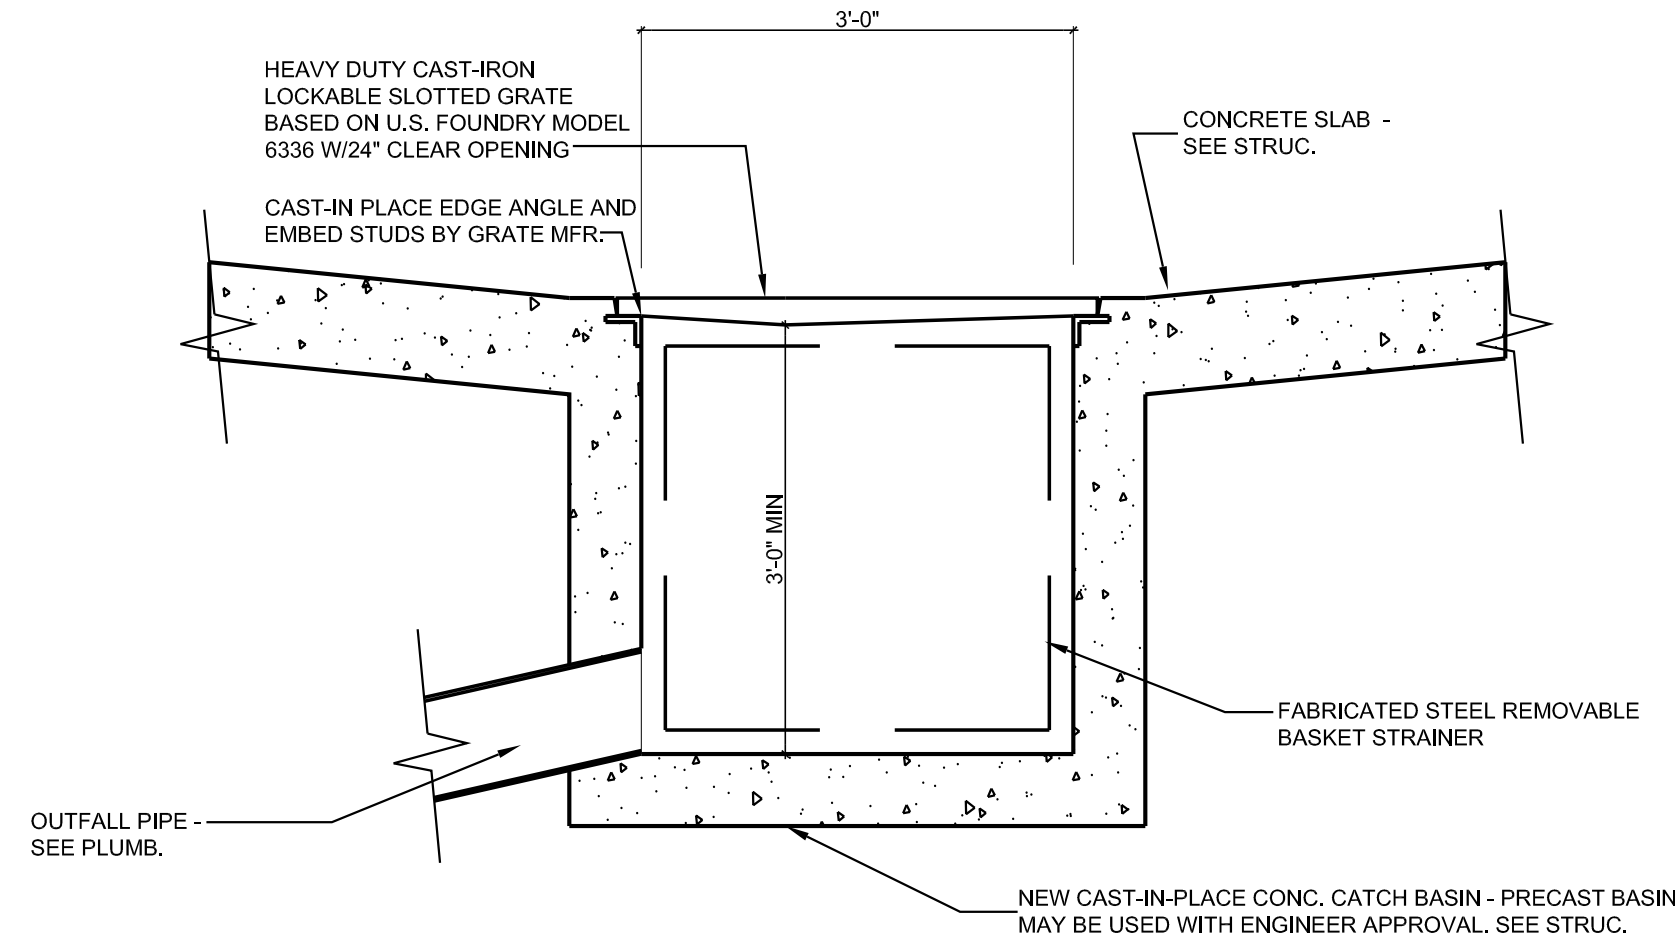 3'-0"
HEAVY DUTY CAST-IRON
LOCKABLE SLOTTED GRATE
BASED ON U.S. FOUNDRY MODEL
6336 W/24" CLEAR OPENING
CONCRETE SLAB -
SEE STRUC.
CAST-IN PLACE EDGE ANGLE AND
EMBED STUDS BY GRATE MFR.
3'-0" MIN
FABRICATED STEEL REMOVABLE
BASKET STRAINER
OUTFALL PIPE -
SEE PLUMB.
NEW CAST-IN-PLACE CONC. CATCH BASIN - PRECAST BASIN
MAY BE USED WITH ENGINEER APPROVAL. SEE STRUC.